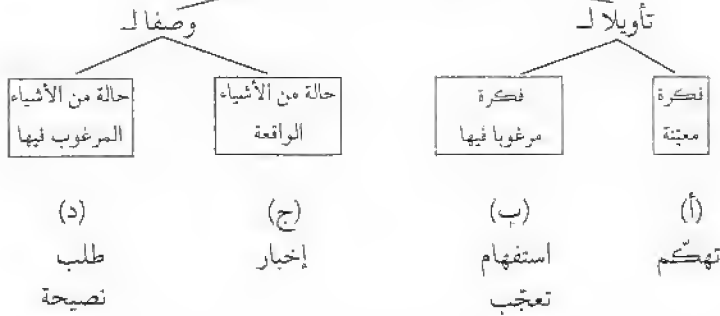 تأويلا لـ وصفا لـ
فكرة فكرة حالة من الأشياء حالة من الأشياء
معيّنة مرغوبا فيها الواقعة المرغوب فيها
(أ) (ب) (ج) (د)
تهكّم استفهام إخبار طلب
تعجّب نصيحة